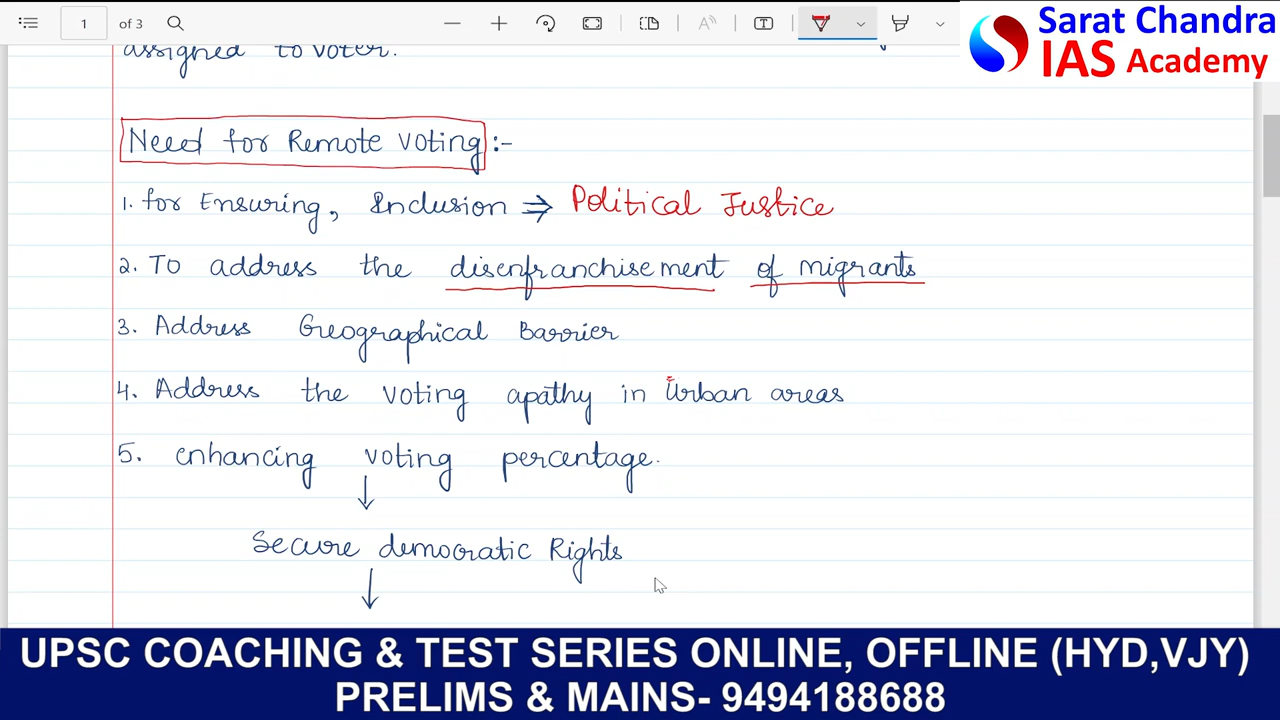 1 of 3
Sarat Chandra
IAS Academy
assigned to voter.
Need for Remote Voting :-
1. for Ensuring, Inclusion ⇒ Political Justice
2. To address the disenfranchisement of migrants
3. Address Geographical Barrier
4. Address the voting apathy in Urban areas
5. enhancing voting percentage.
↓
Secure democratic Rights
↓
UPSC COACHING & TEST SERIES ONLINE, OFFLINE (HYD,VJY)
PRELIMS & MAINS- 9494188688